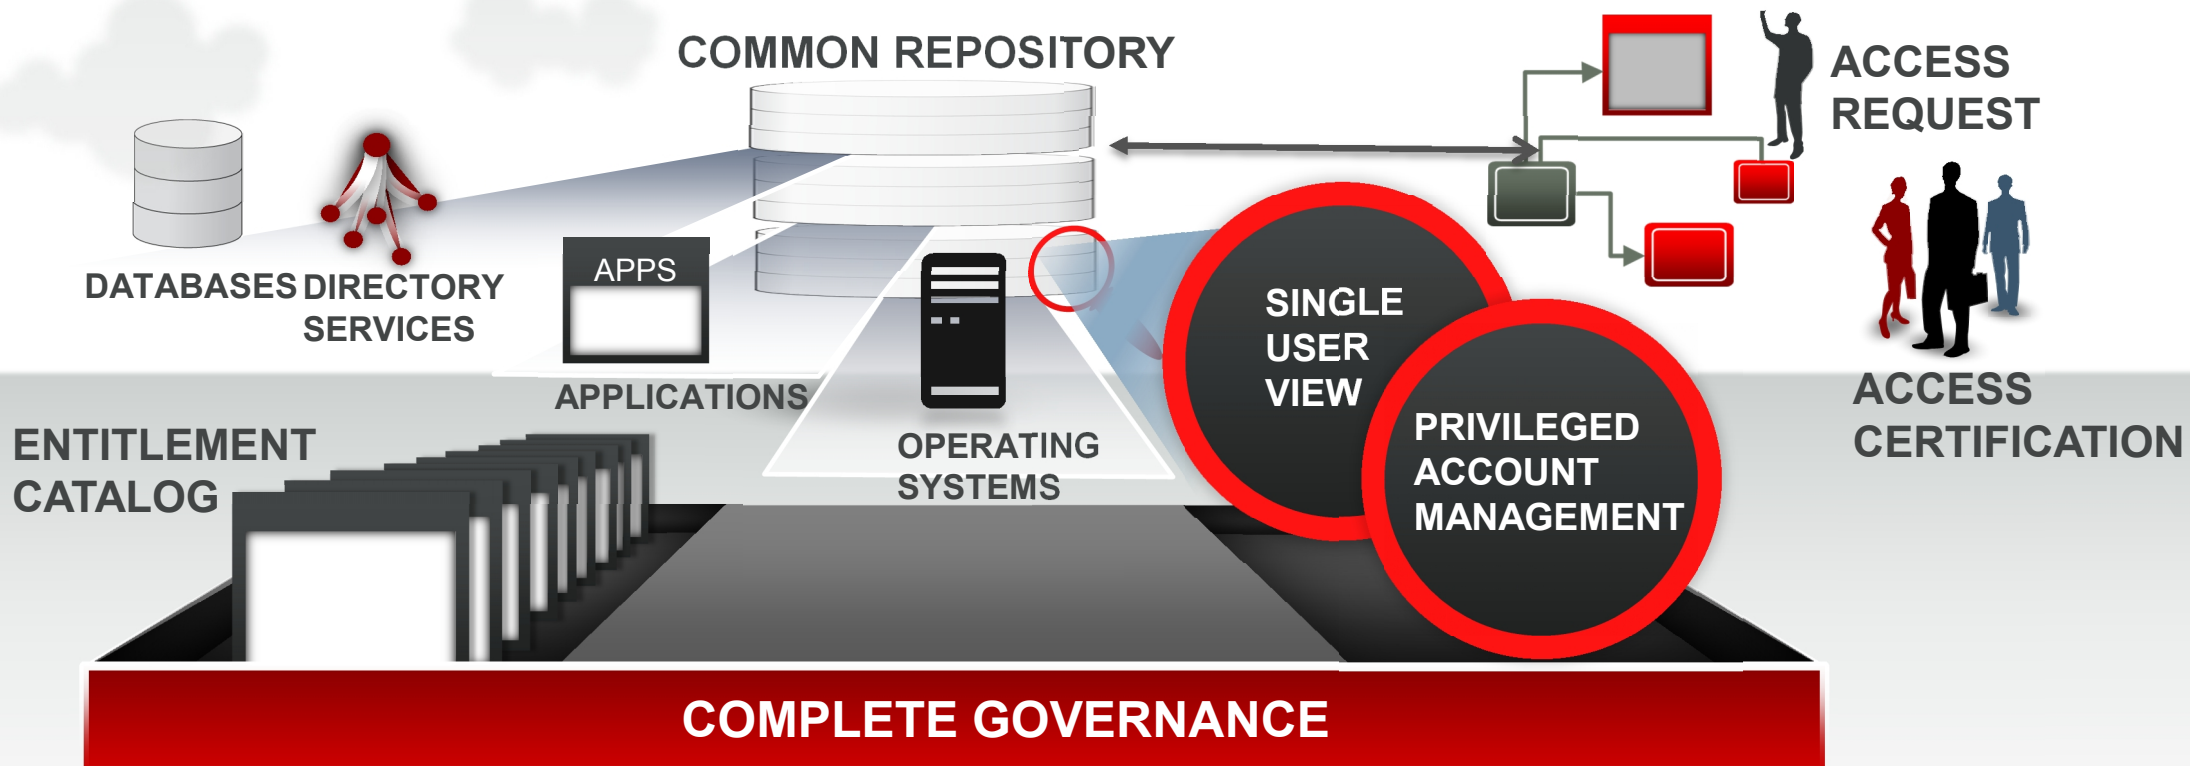 COMMON REPOSITORY
ACCESS
REQUEST
DATABASES
DIRECTORY
SERVICES
APPS
APPLICATIONS
OPERATING
SYSTEMS
SINGLE
USER
VIEW
PRIVILEGED
ACCOUNT
MANAGEMENT
ACCESS
CERTIFICATION
ENTITLEMENT
CATALOG
COMPLETE GOVERNANCE